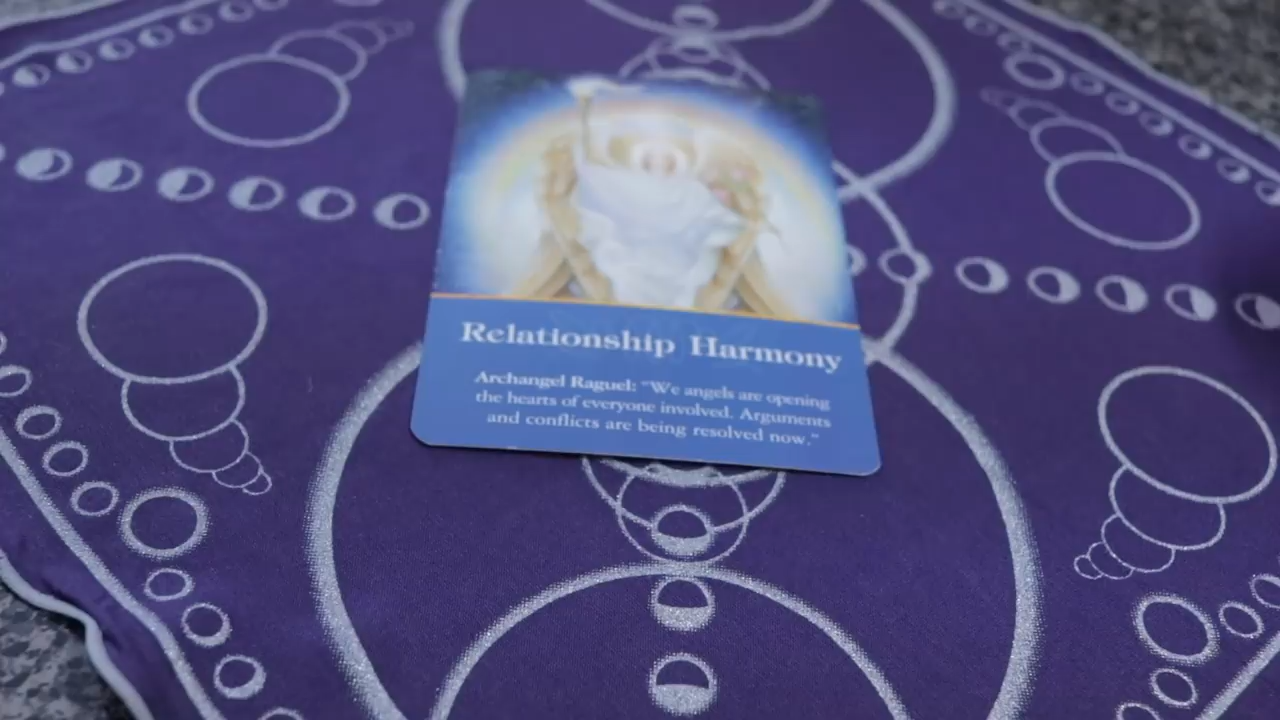 Relationship Harmony
Archangel Raguel: "We angels are opening
the hearts of everyone involved. Arguments
and conflicts are being resolved now."